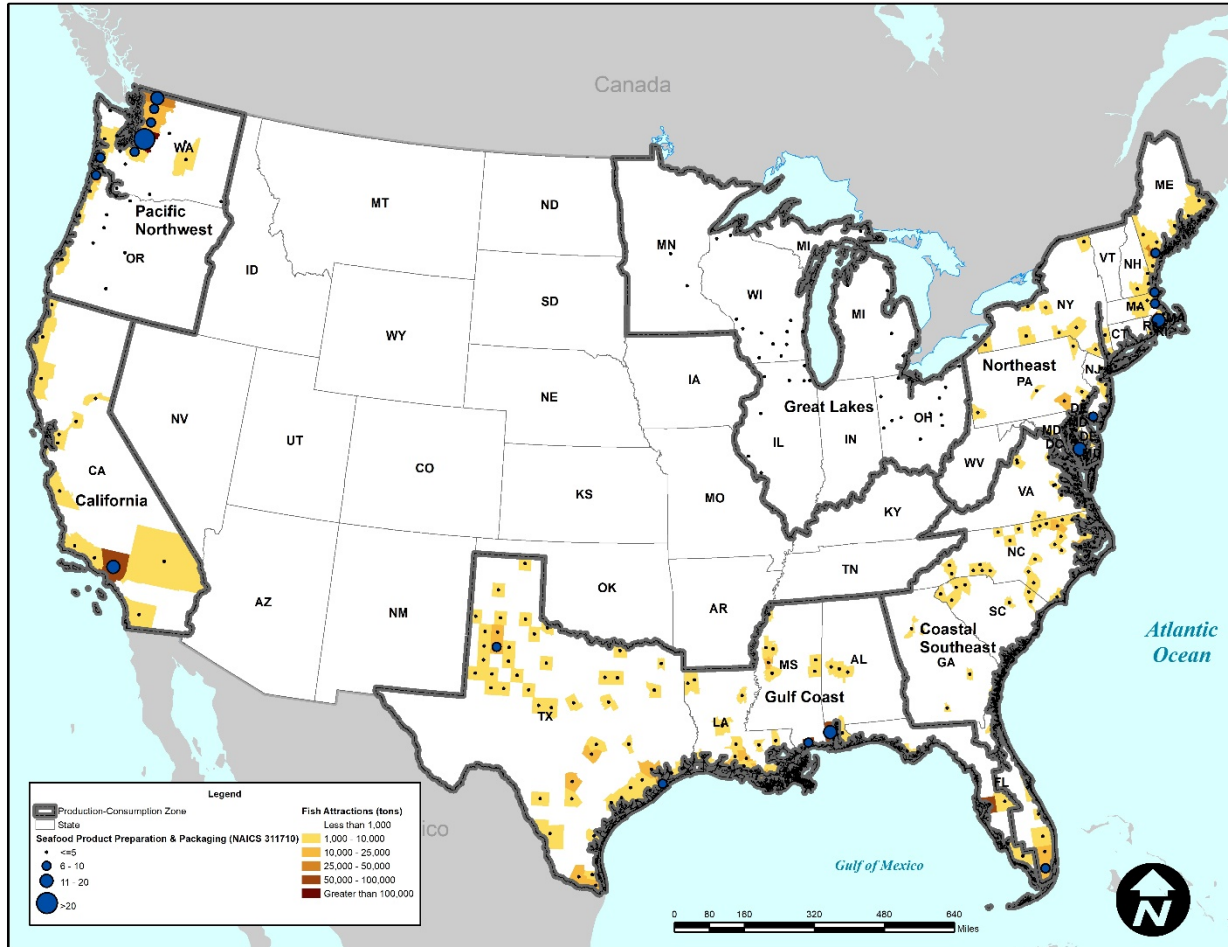 Canada
WA
Pacific
Northwest
OR
ID
MT
ND
SD
WY
NE
NV
UT
CO
KS
CA
California
AZ
NM
OK
TX
MN
WI
MI
MI
IA
IL
IN
OH
Great Lakes
MO
KY
TN
AR
WV
VA
NC
SC
Coastal
Southeast
GA
MS
AL
Gulf Coast
LA
FL
ME
VT
NH
NY
MA
CT
Northeast
PA
NJ
MD
DC
DE
Atlantic
Ocean
Gulf of Mexico
ico
Legend
Production-Consumption Zone
State
Seafood Product Preparation & Packaging (NAICS 311710)
<=5
6 - 10
11 - 20
>20
Fish Attractions (tons)
Less than 1,000
1,000 - 10,000
10,000 - 25,000
25,000 - 50,000
50,000 - 100,000
Greater than 100,000
0 80 160 320 480 640
Miles
N